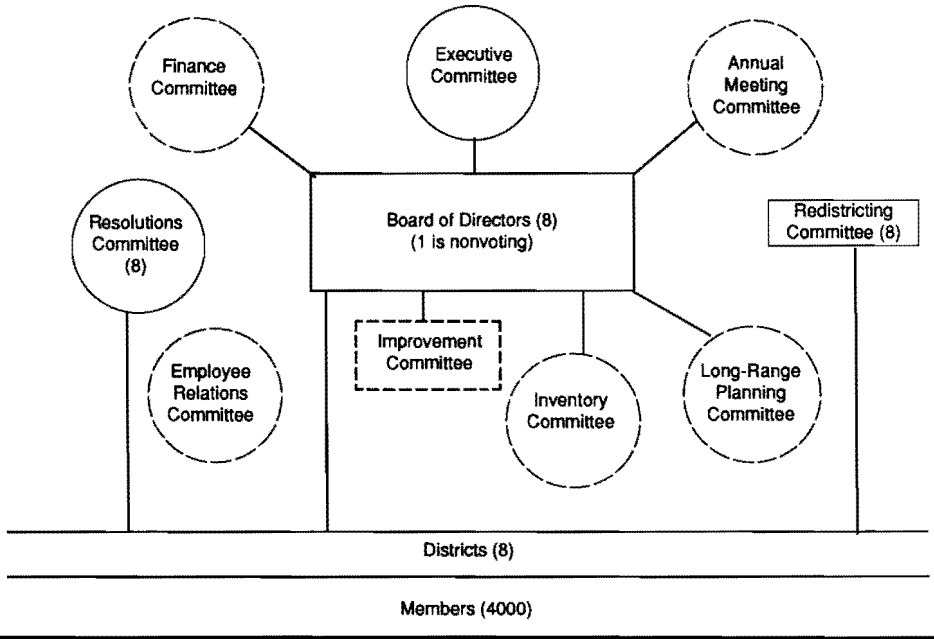 Finance
Committee
Executive
Committee
Annual
Meeting
Committee
Resolutions
Committee
(8)
Board of Directors (8)
(1 is nonvoting)
Redistricting
Committee (8)
Employee
Relations
Committee
Improvement
Committee
Inventory
Committee
Long-Range
Planning
Committee
Districts (8)
Members (4000)